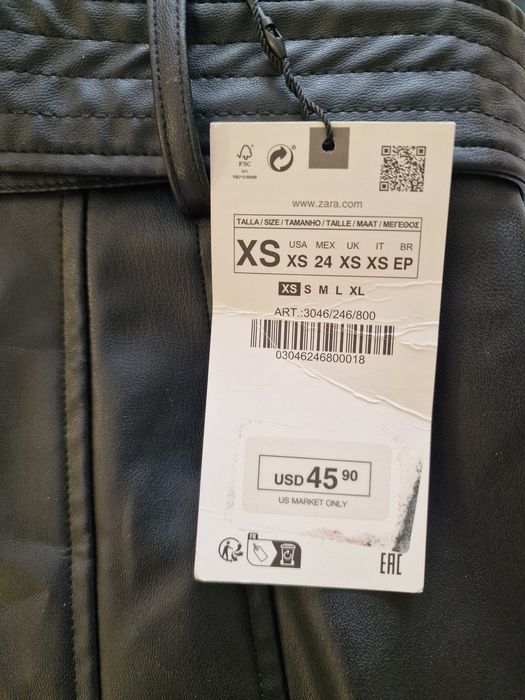 FSC
www.zara.com
TALLA / SIZE / TAMANHO / TAILLE / MAAT / ΜΕΓΕΘΟΣ
XS
USA MEX UK IT BR
XS 24 XS XS EP
XS S M L XL
ART.:3046/246/800
03046246800018
USD 45 90
US MARKET ONLY
FR
EAC